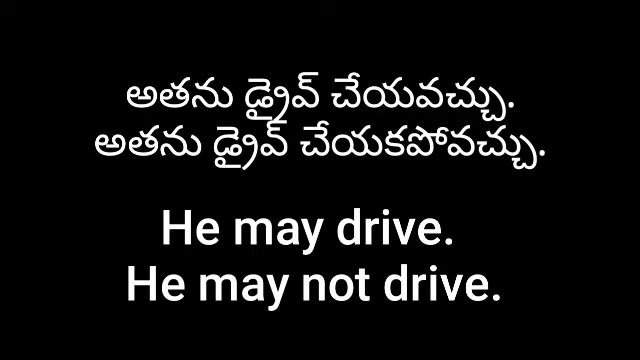 అతను డ్రైవ్ చేయవచ్చు.
అతను డ్రైవ్ చేయకపోవచ్చు.
He may drive.
He may not drive.